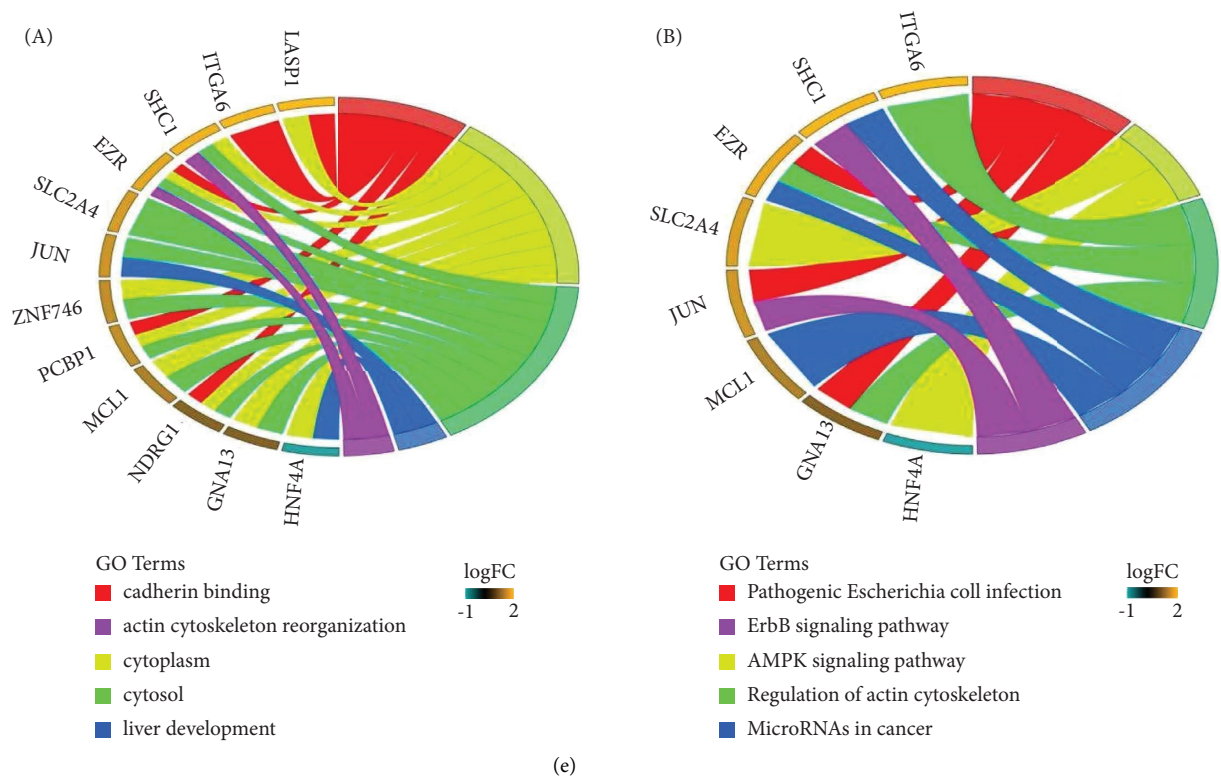 (A)
LASP1
ITGA6
SHC1
EZR
SLC2A4
JUN
ZNF746
PCBP1
MCL1
NDRG1
GNA13
HNF4A
GO Terms
cadherin binding
actin cytoskeleton reorganization
cytoplasm
cytosol
liver development
logFC
-1 2
(B)
ITGA6
SHC1
EZR
SLC2A4
JUN
MCL1
GNA13
HNF4A
GO Terms
Pathogenic Escherichia coll infection
ErbB signaling pathway
AMPK signaling pathway
Regulation of actin cytoskeleton
MicroRNAs in cancer
logFC
-1 2
(e)